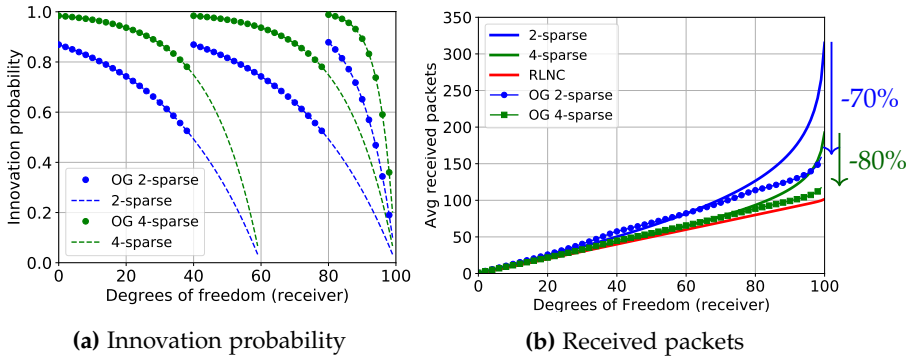 Innovation probability
1.0
0.8
0.6
0.4
0.2
0.0
OG 2-sparse
2-sparse
OG 4-sparse
4-sparse
0 20 40 60 80 100
Degrees of freedom (receiver)
(a) Innovation probability
Avg received packets
350
300
250
200
150
100
50
0
2-sparse
4-sparse
RLNC
OG 2-sparse
OG 4-sparse
-70%
-80%
0 20 40 60 80 100
Degrees of Freedom (receiver)
(b) Received packets